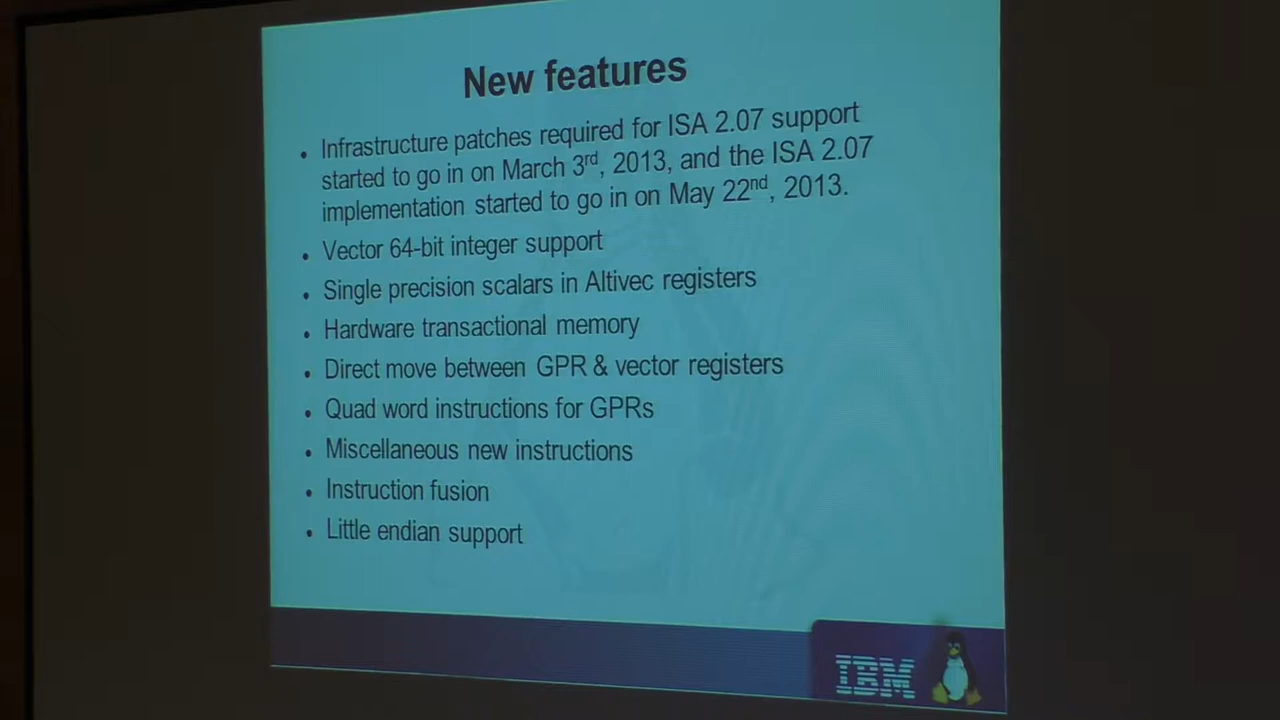 New features
• Infrastructure patches required for ISA 2.07 support
started to go in on March 3rd, 2013, and the ISA 2.07
implementation started to go in on May 22nd, 2013.
• Vector 64-bit integer support
• Single precision scalars in Altivec registers
• Hardware transactional memory
• Direct move between GPR & vector registers
• Quad word instructions for GPRs
• Miscellaneous new instructions
• Instruction fusion
• Little endian support
IBM